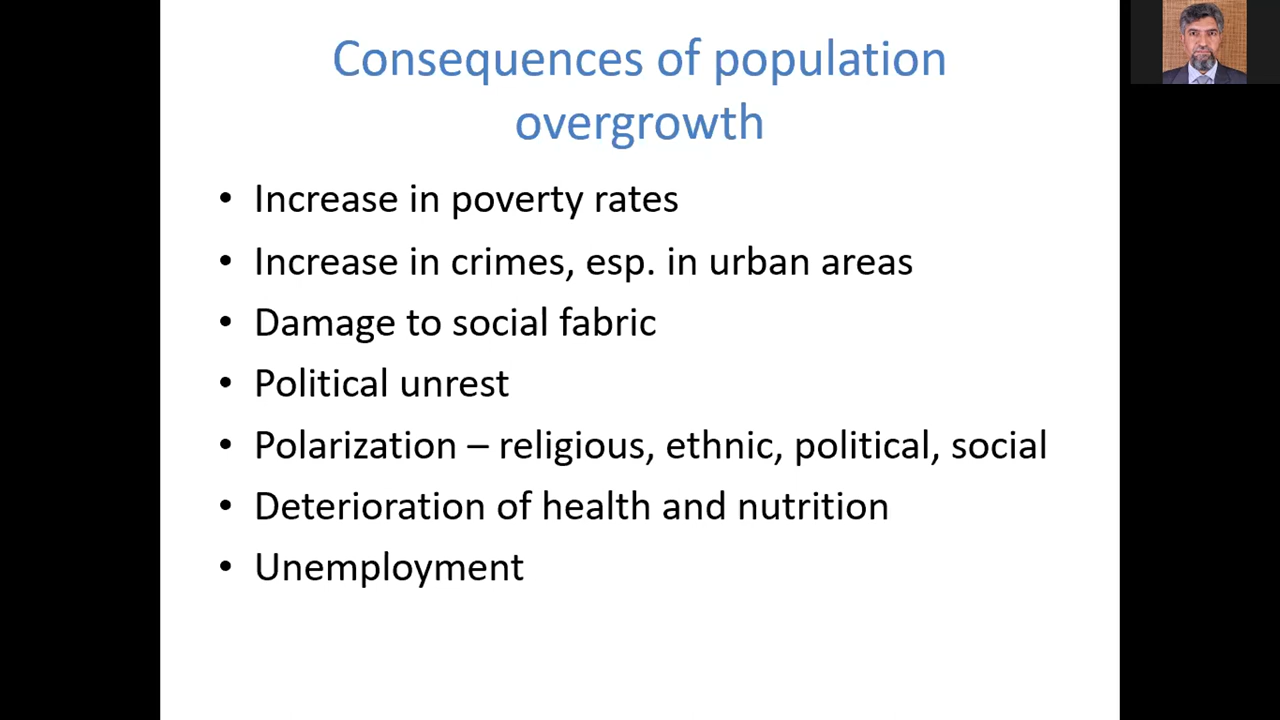 Consequences of population
overgrowth
• Increase in poverty rates
• Increase in crimes, esp. in urban areas
• Damage to social fabric
• Political unrest
• Polarization – religious, ethnic, political, social
• Deterioration of health and nutrition
• Unemployment